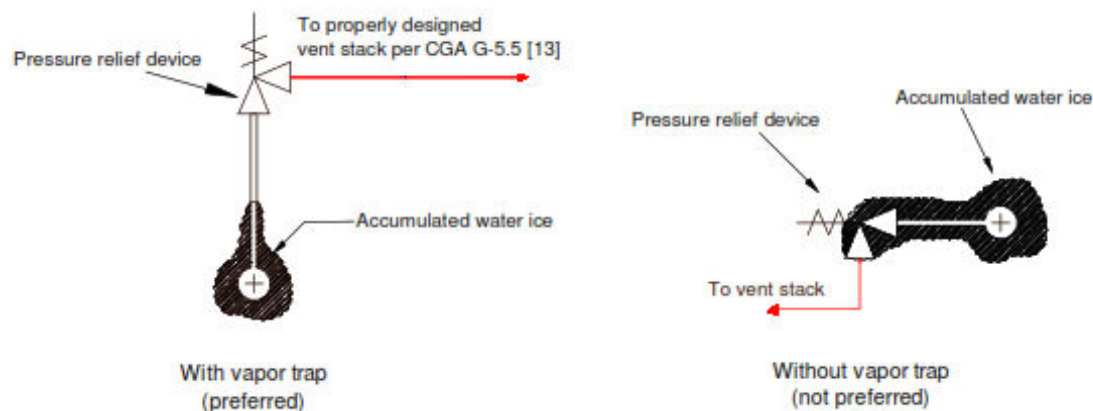 To properly designed
vent stack per CGA G-5.5 [13]
Pressure relief device
Accumulated water ice
With vapor trap
(preferred)
Accumulated water ice
Pressure relief device
To vent stack
Without vapor trap
(not preferred)